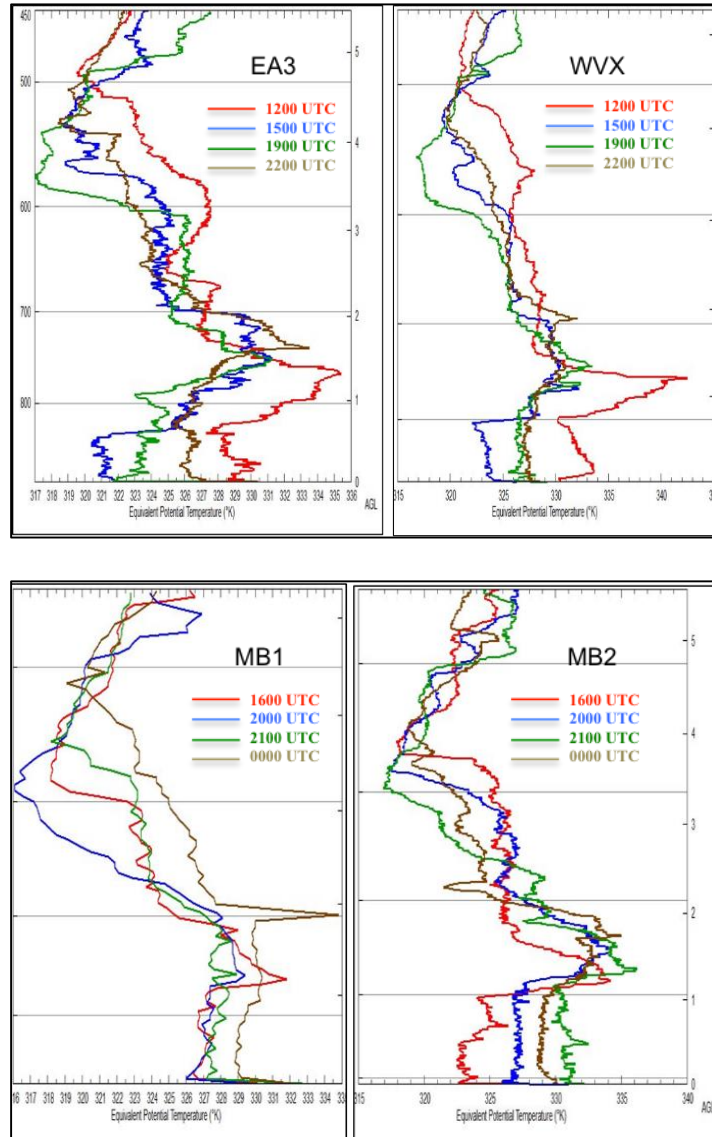 450
5
EA3
WVX
500
1200 UTC
1200 UTC
1500 UTC
1500 UTC
1900 UTC
1900 UTC
4
2200 UTC
2200 UTC
600
3
700
2
800
1
317 318 319 320 321 322 323 324 325 326 327 328 329 330 331 332 333 334 335 336
315 320 325 330 335 340
Equivalent Potential Temperature (°K)
AGL
Equivalent Potential Temperature (°K)
5
MB1
MB2
1600 UTC
1600 UTC
2000 UTC
2000 UTC
4
2100 UTC
2100 UTC
0000 UTC
0000 UTC
3
2
1
0
16 317 318 319 320 321 322 323 324 325 326 327 328 329 330 331 332 333 334 33
315 320 325 330 335 340
Equivalent Potential Temperature (°K)
Equivalent Potential Temperature (°K)
AGL